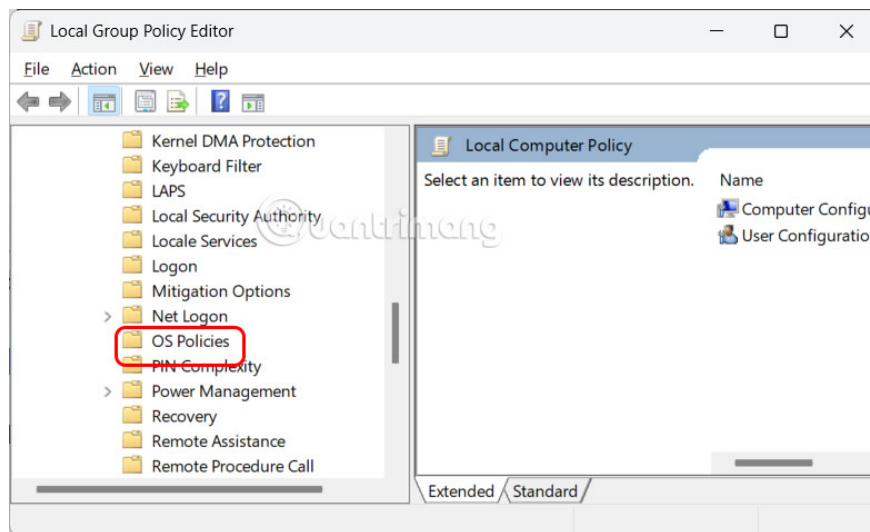 Local Group Policy Editor
File Action View Help
Kernel DMA Protection
Keyboard Filter
LAPS
Local Security Authority
Locale Services
Logon
Mitigation Options
Net Logon
OS Policies
PIN Complexity
Power Management
Recovery
Remote Assistance
Remote Procedure Call
Quantrimang
Local Computer Policy
Select an item to view its description.
Name
Computer Configu
User Configuratio
Extended Standard